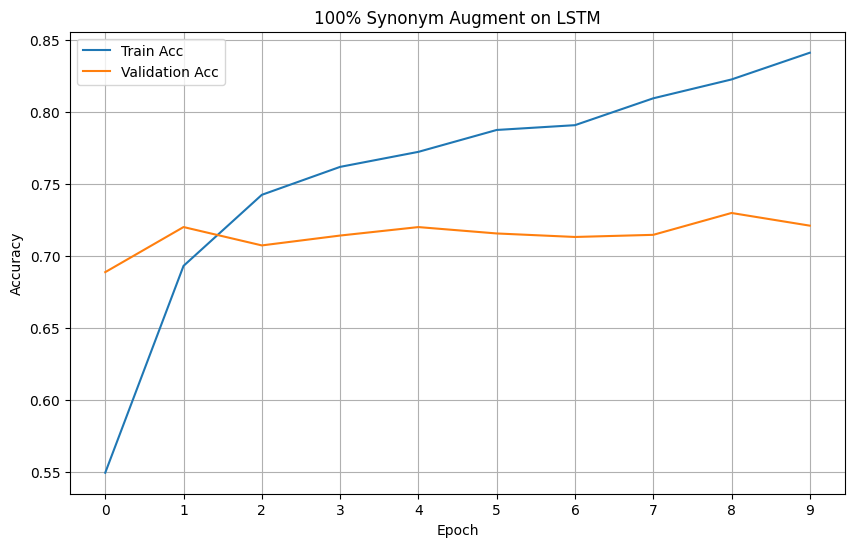 100% Synonym Augment on LSTM
Train Acc
Validation Acc
0.85
0.80
0.75
0.70
0.65
0.60
0.55
Accuracy
0 1 2 3 4 5 6 7 8 9
Epoch